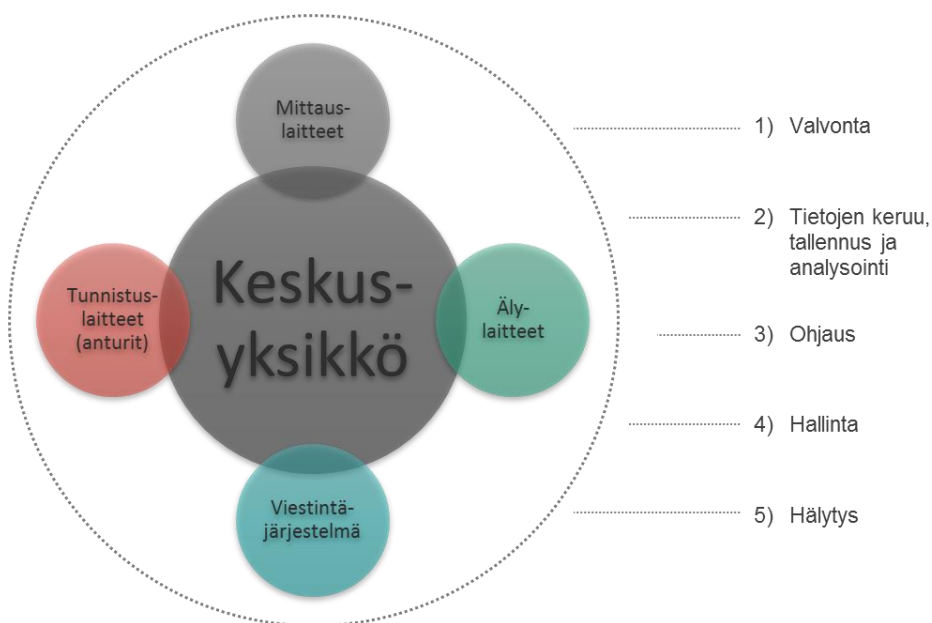 Mittaus-
laitteet
Keskus-
yksikkö
Tunnistus-
laitteet
(anturit)
Äly-
laitteet
Viestintä-
järjestelmä
1) Valvonta
2) Tietojen keruu,
tallennus ja
analysointi
3) Ohjaus
4) Hallinta
5) Hälytys